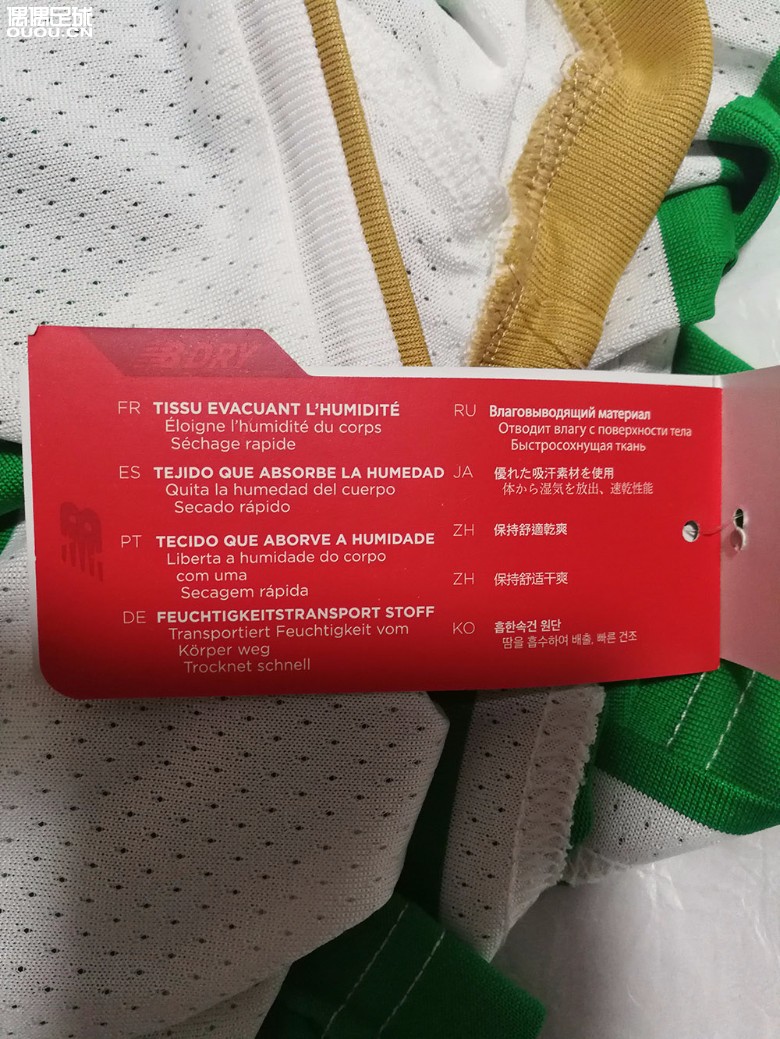 偶偶足球
OUOU.CN
BDRY
FR TISSU EVACUANT L'HUMIDITÉ
Éloigne l'humidité du corps
Séchage rapide
ES TEJIDO QUE ABSORBE LA HUMEDAD
Quita la humedad del cuerpo
Secado rápido
PT TECIDO QUE ABORVE A HUMIDADE
Liberta a humidade do corpo
com uma
Secagem rápida
DE FEUCHTIGKEITSTRANSPORT STOFF
Transportiert Feuchtigkeit vom
Körper weg
Trocknet schnell
RU Влаговыводящий материал
Отводит влагу с поверхности тела
Быстросохнущая ткань
JA 優れた吸汗素材を使用
体から湿気を放出、速乾性能
ZH 保持舒適乾爽
ZH 保持舒适干爽
KO 흡한속건 원단
땀을 흡수하여 배출, 빠른 건조